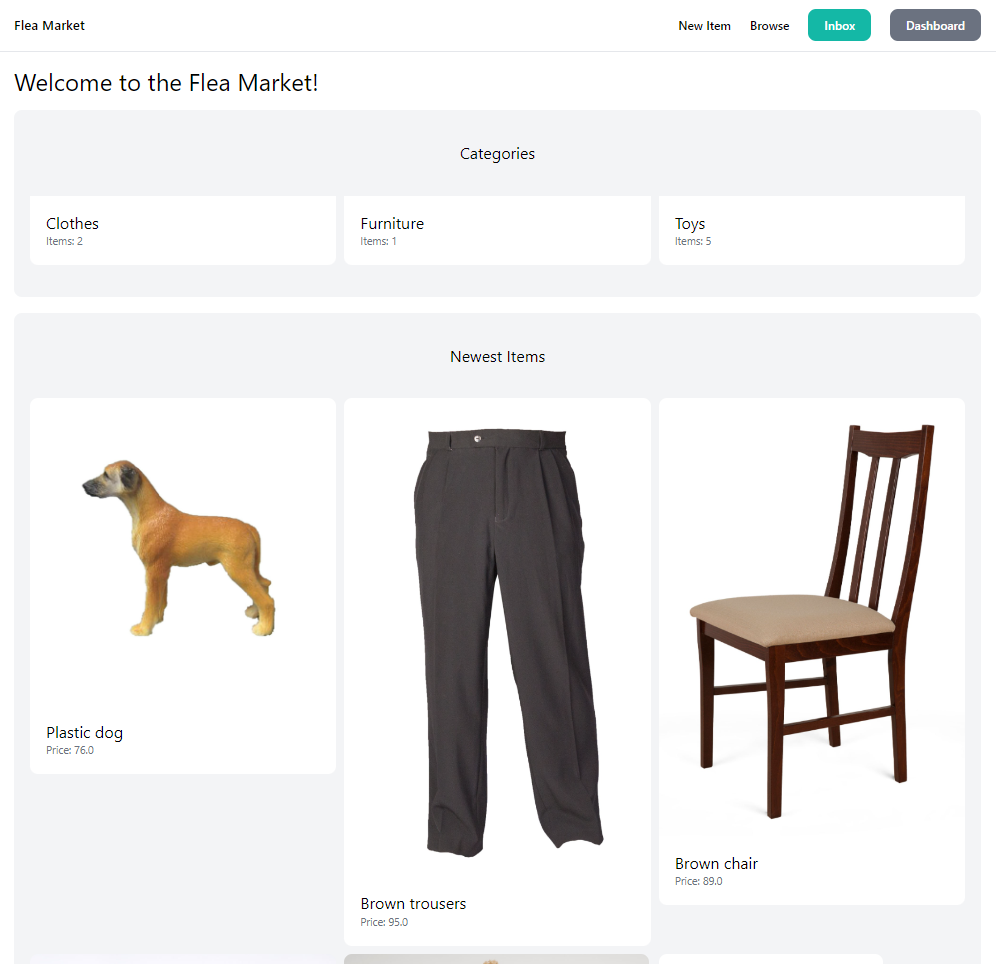 Flea Market
New Item
Browse
Inbox
Dashboard
Welcome to the Flea Market!
Categories
Clothes
Items: 2
Furniture
Items: 1
Toys
Items: 5
Newest Items
Plastic dog
Price: 76.0
Brown trousers
Price: 95.0
Brown chair
Price: 89.0